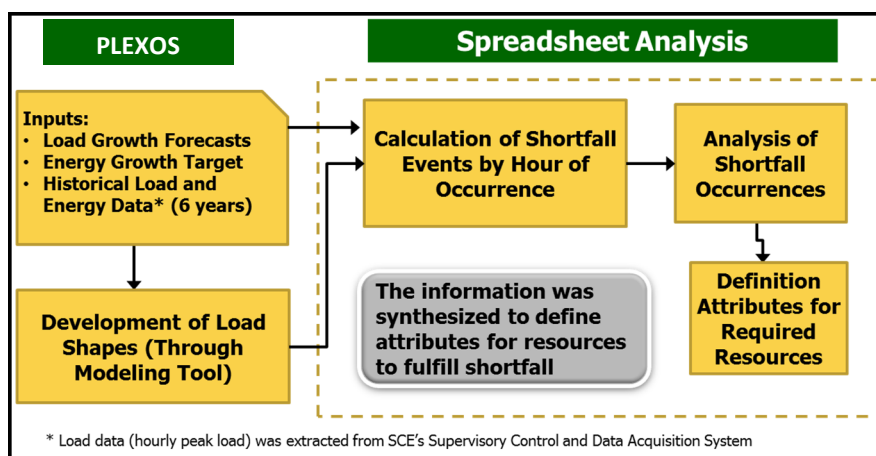 PLEXOS
Spreadsheet Analysis
Inputs:
• Load Growth Forecasts
• Energy Growth Target
• Historical Load and
Energy Data* (6 years)
Calculation of Shortfall
Events by Hour of
Occurrence
Analysis of
Shortfall
Occurrences
Development of Load
Shapes (Through
Modeling Tool)
The information was
synthesized to define
attributes for resources
to fulfill shortfall
Definition
Attributes for
Required
Resources
* Load data (hourly peak load) was extracted from SCE's Supervisory Control and Data Acquisition System